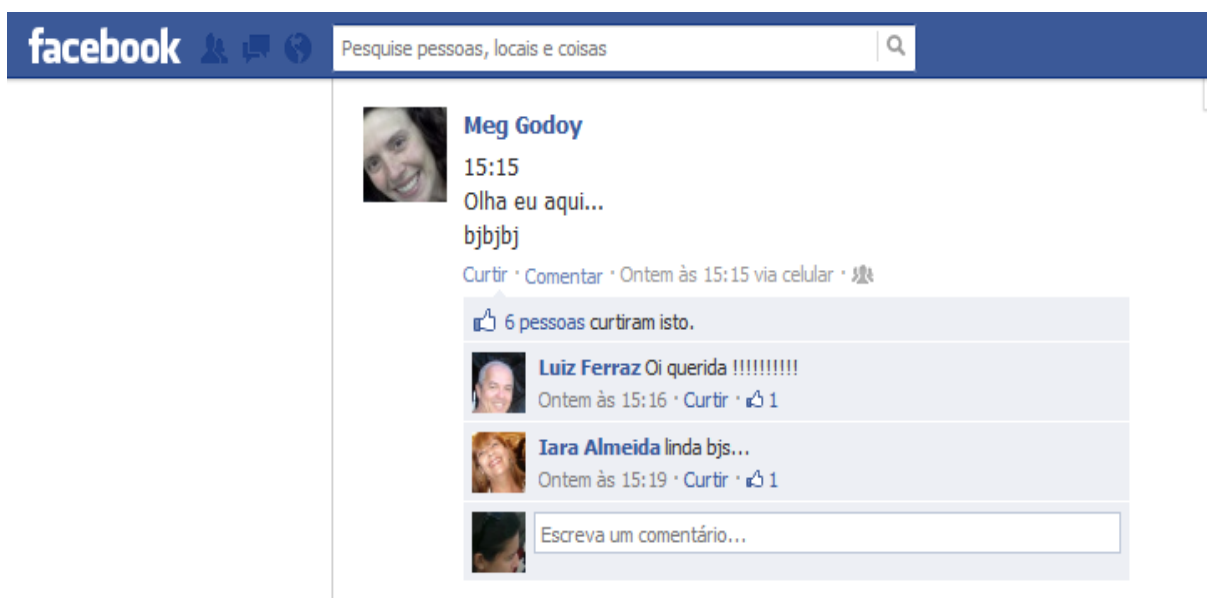 facebook Pesquise pessoas, locais e coisas
Meg Godoy
15:15
Olha eu aqui...
bjbjbj
Curtir · Comentar · Ontem às 15:15 via celular ·
6 pessoas curtiram isto.
Luiz Ferraz Oi querida !!!!!!!!!!
Ontem às 15:16 · Curtir · 1
Iara Almeida linda bjs...
Ontem às 15:19 · Curtir · 1
Escreva um comentário...